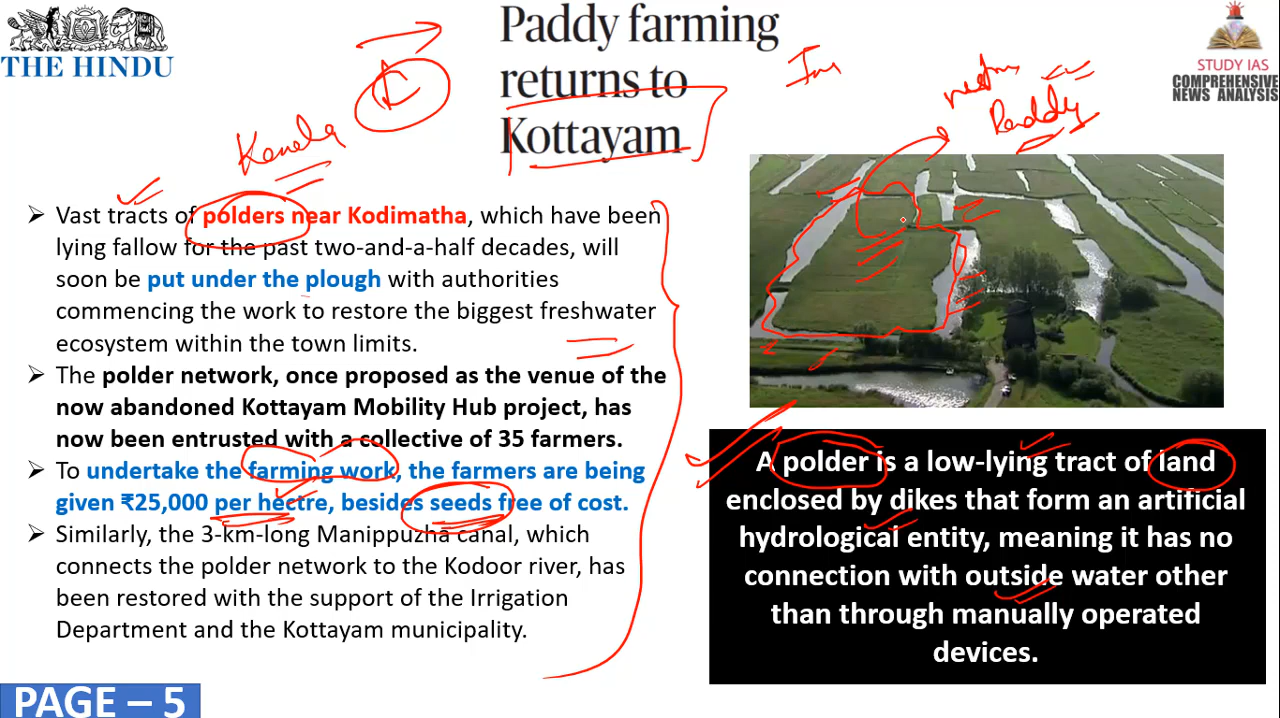 THE HINDU
Paddy farming
returns to
Kottayam
STUDY IAS
COMPREHENSIVE
NEWS ANALYSIS
Kerala
Paddy
➢ Vast tracts of polders near Kodimatha, which have been
lying fallow for the past two-and-a-half decades, will
soon be put under the plough with authorities
commencing the work to restore the biggest freshwater
ecosystem within the town limits.
➢ The polder network, once proposed as the venue of the
now abandoned Kottayam Mobility Hub project, has
now been entrusted with a collective of 35 farmers.
➢ To undertake the farming work, the farmers are being
given ₹25,000 per hectre, besides seeds free of cost.
➢ Similarly, the 3-km-long Manippuzha canal, which
connects the polder network to the Kodoor river, has
been restored with the support of the Irrigation
Department and the Kottayam municipality.
A polder is a low-lying tract of land
enclosed by dikes that form an artificial
hydrological entity, meaning it has no
connection with outside water other
than through manually operated
devices.
PAGE – 5